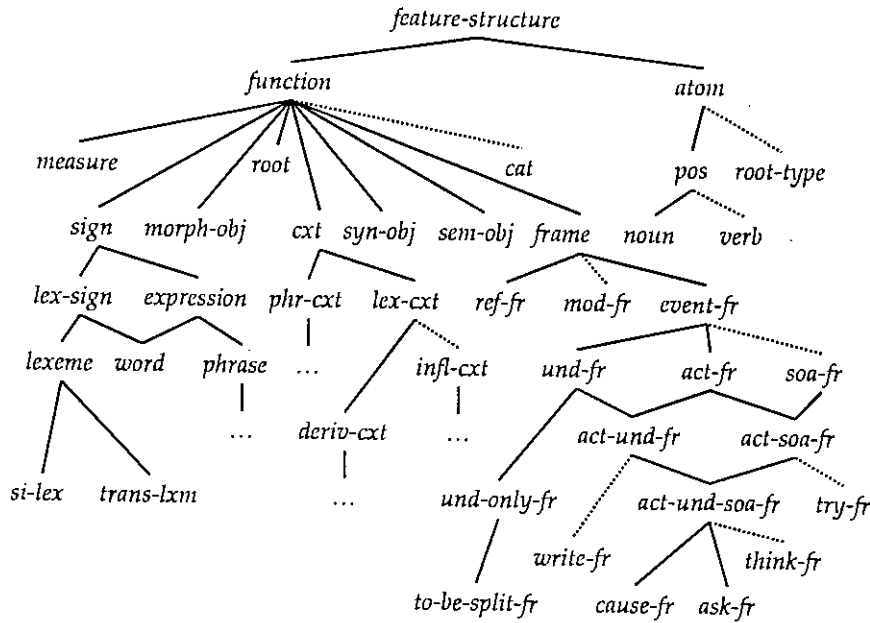 feature-structure
function atom
measure root cat pos root-type
sign morph-obj cxt syn-obj sem-obj frame noun verb
lex-sign expression phr-cxt lex-cxt ref-fr mod-fr event-fr
lexeme word phrase ... infl-cxt und-fr act-fr soa-fr
... deriv-cxt ... act-und-fr act-soa-fr
si-lex trans-lxm ... und-only-fr act-und-soa-fr try-fr
write-fr think-fr
to-be-split-fr cause-fr ask-fr